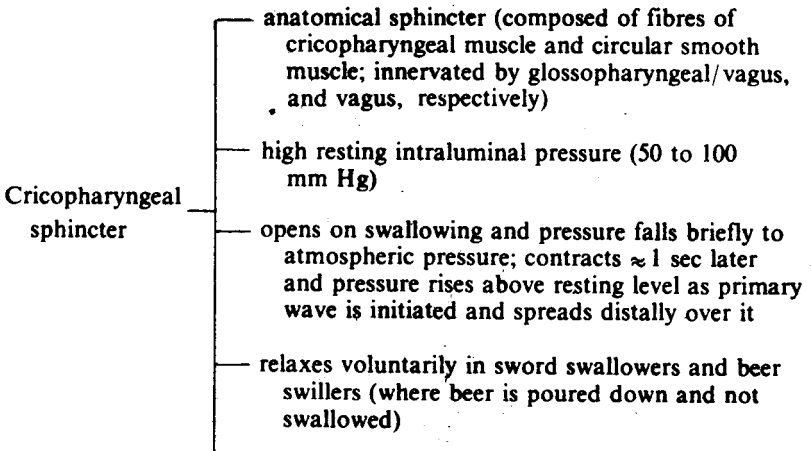 anatomical sphincter (composed of fibres of
cricopharyngeal muscle and circular smooth
muscle; innervated by glossopharyngeal/vagus,
and vagus, respectively)
high resting intraluminal pressure (50 to 100
mm Hg)
Cricopharyngeal
sphincter
opens on swallowing and pressure falls briefly to
atmospheric pressure; contracts ≈ 1 sec later
and pressure rises above resting level as primary
wave is initiated and spreads distally over it
relaxes voluntarily in sword swallowers and beer
swillers (where beer is poured down and not
swallowed)